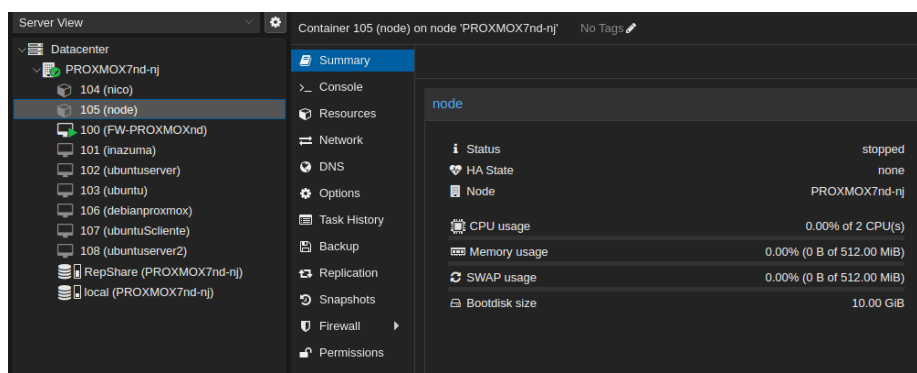 Server View
Datacenter
PROXMOX7nd-nj
104 (nico)
105 (node)
100 (FW-PROXMOXnd)
101 (inazuma)
102 (ubuntuserver)
103 (ubuntu)
106 (debianproxmox)
107 (ubuntuScliente)
108 (ubuntuserver2)
RepShare (PROXMOX7nd-nj)
local (PROXMOX7nd-nj)
Container 105 (node) on node 'PROXMOX7nd-nj' No Tags
Summary
Console
Resources
Network
DNS
Options
Task History
Backup
Replication
Snapshots
Firewall
Permissions
node
Status stopped
HA State none
Node PROXMOX7nd-nj
CPU usage 0.00% of 2 CPU(s)
Memory usage 0.00% (0 B of 512.00 MiB)
SWAP usage 0.00% (0 B of 512.00 MiB)
Bootdisk size 10.00 GiB